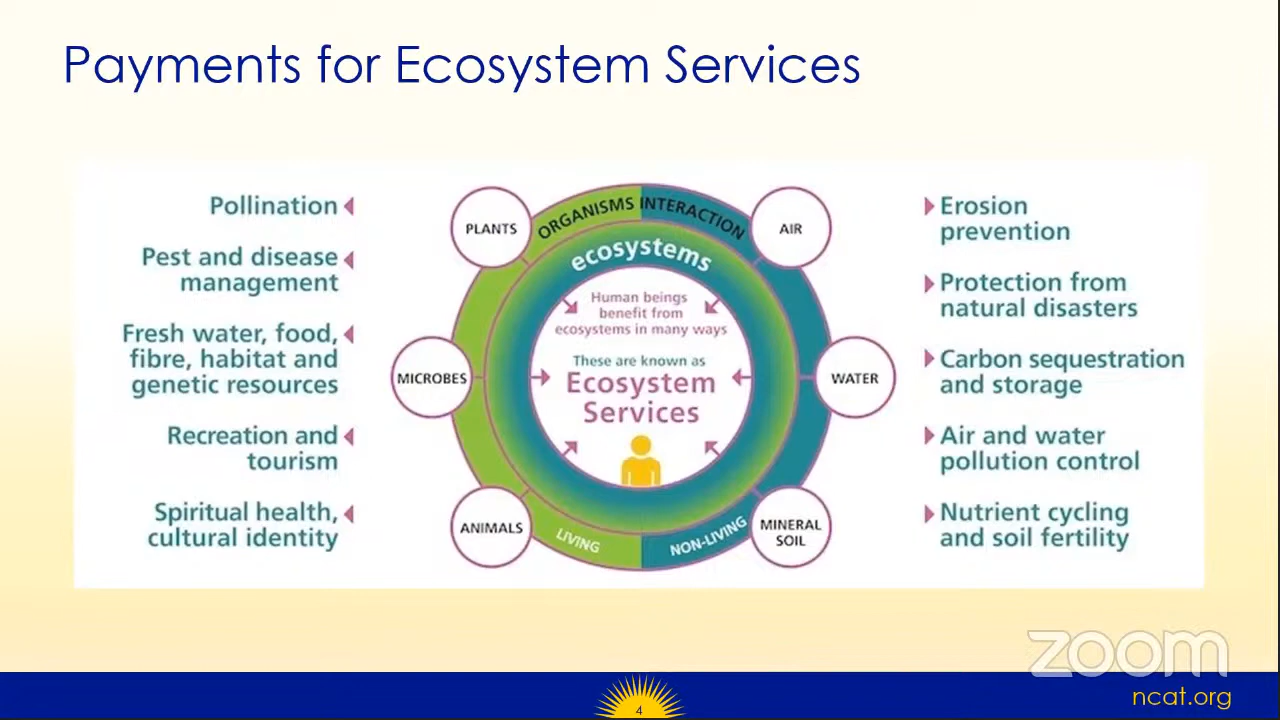 Payments for Ecosystem Services
Pollination
Pest and disease
management
Fresh water, food,
fibre, habitat and
genetic resources
Recreation and
tourism
Spiritual health,
cultural identity
PLANTS
MICROBES
ANIMALS
ORGANISMS INTERACTION
ecosystems
Human beings
benefit from
ecosystems in many ways
These are known as
Ecosystem
Services
LIVING
NON-LIVING
AIR
WATER
MINERAL
SOIL
Erosion
prevention
Protection from
natural disasters
Carbon sequestration
and storage
Air and water
pollution control
Nutrient cycling
and soil fertility
zoom
4
ncat.org